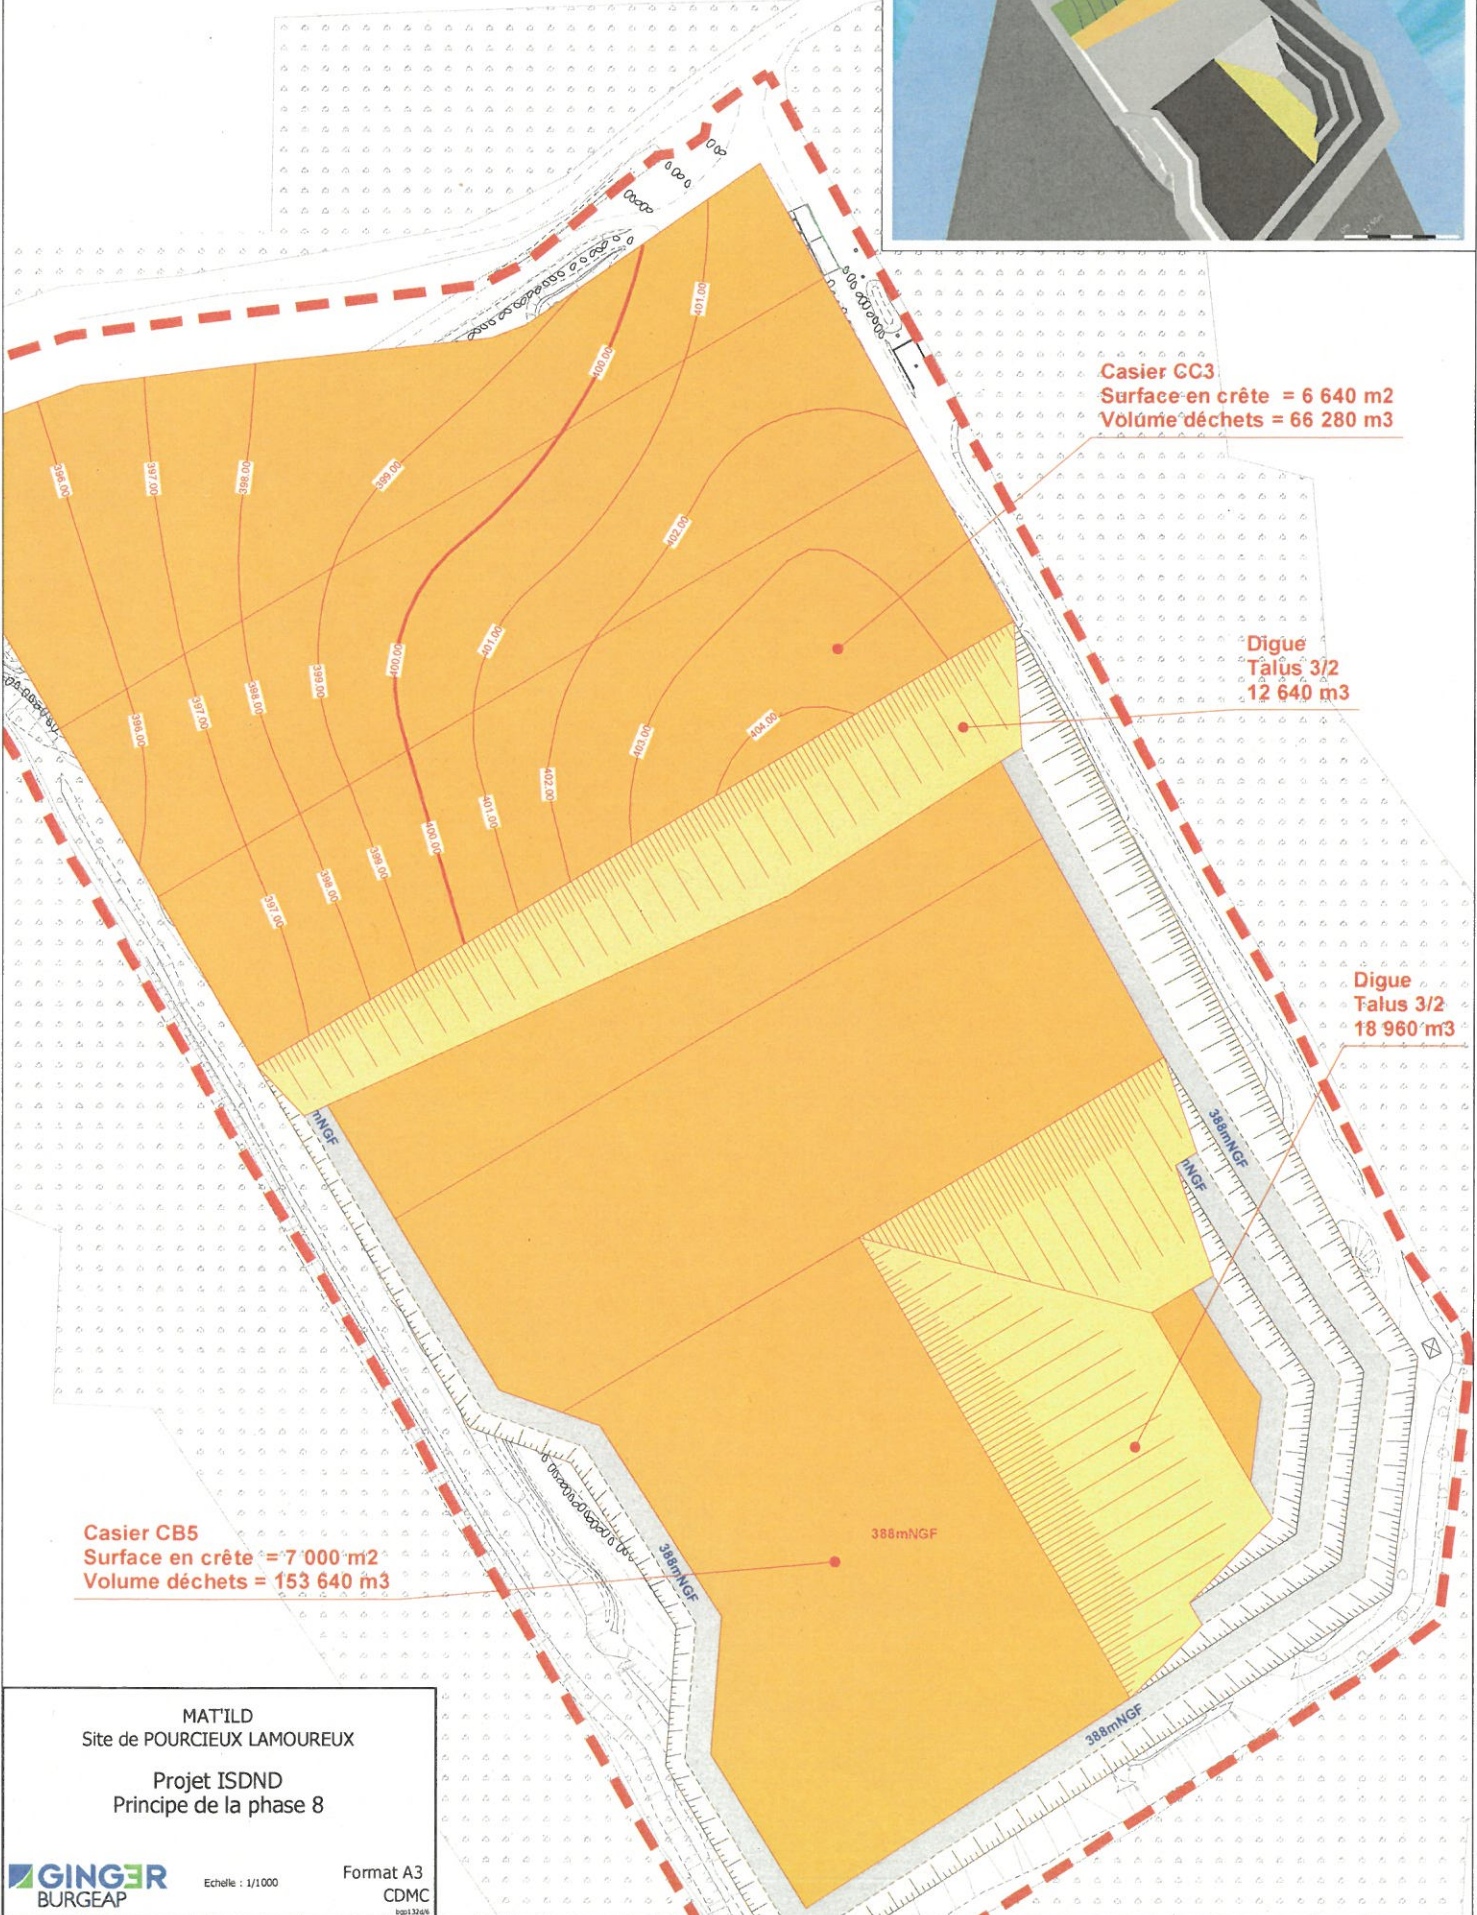 Casier CC3
Surface en crête = 6 640 m2
Volume déchets = 66 280 m3
401.00
400.00
396.00
397.00
398.00
399.00
402.00
Digue
Talus 3/2
12 640 m3
401.00
400.00
399.00
398.00
397.00
396.00
404.00
403.00
402.00
401.00
400.00
399.00
398.00
397.00
Digue
Talus 3/2
18 960 m3
mNGF
388mNGF
mNGF
388mNGF
Casier CB5
Surface en crête = 7 000 m2
Volume déchets = 153 640 m3
388mNGF
388mNGF
MAT'ILD
Site de POURCIEUX LAMOUREUX
Projet ISDND
Principe de la phase 8
GINGER
BURGEAP
Echelle : 1/1000
Format A3
CDMC